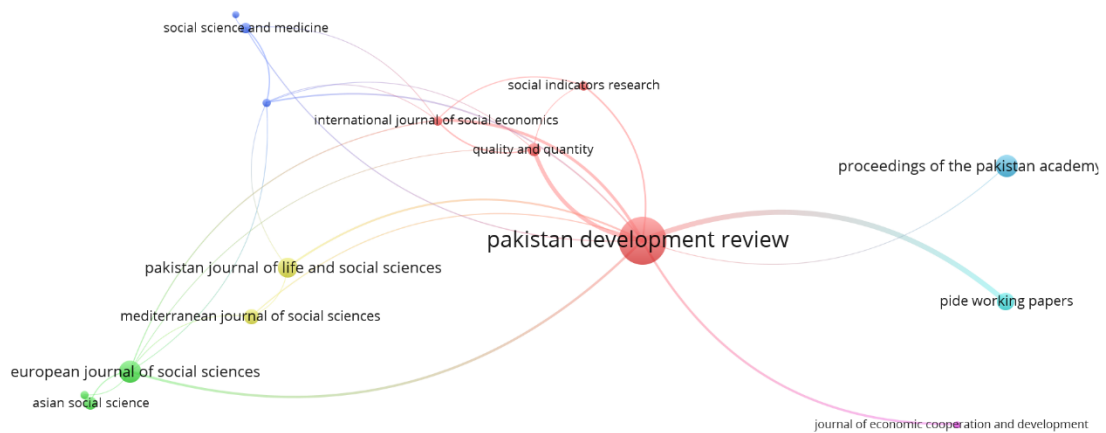 social science and medicine
social indicators research
international journal of social economics
quality and quantity
proceedings of the pakistan academy
pakistan development review
pakistan journal of life and social sciences
pide working papers
mediterranean journal of social sciences
european journal of social sciences
asian social science
journal of economic cooperation and development